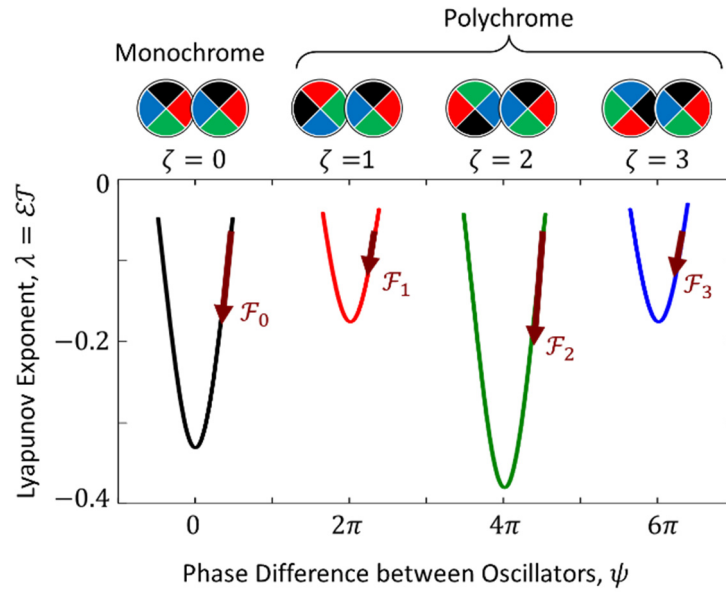 Polychrome
Monochrome
ζ = 0
ζ =1
ζ = 2
ζ = 3
0
−0.2
−0.4
Lyapunov Exponent, λ = ℰ𝒯
ℱ₀
ℱ₁
ℱ₂
ℱ₃
0
2π
4π
6π
Phase Difference between Oscillators, ψ